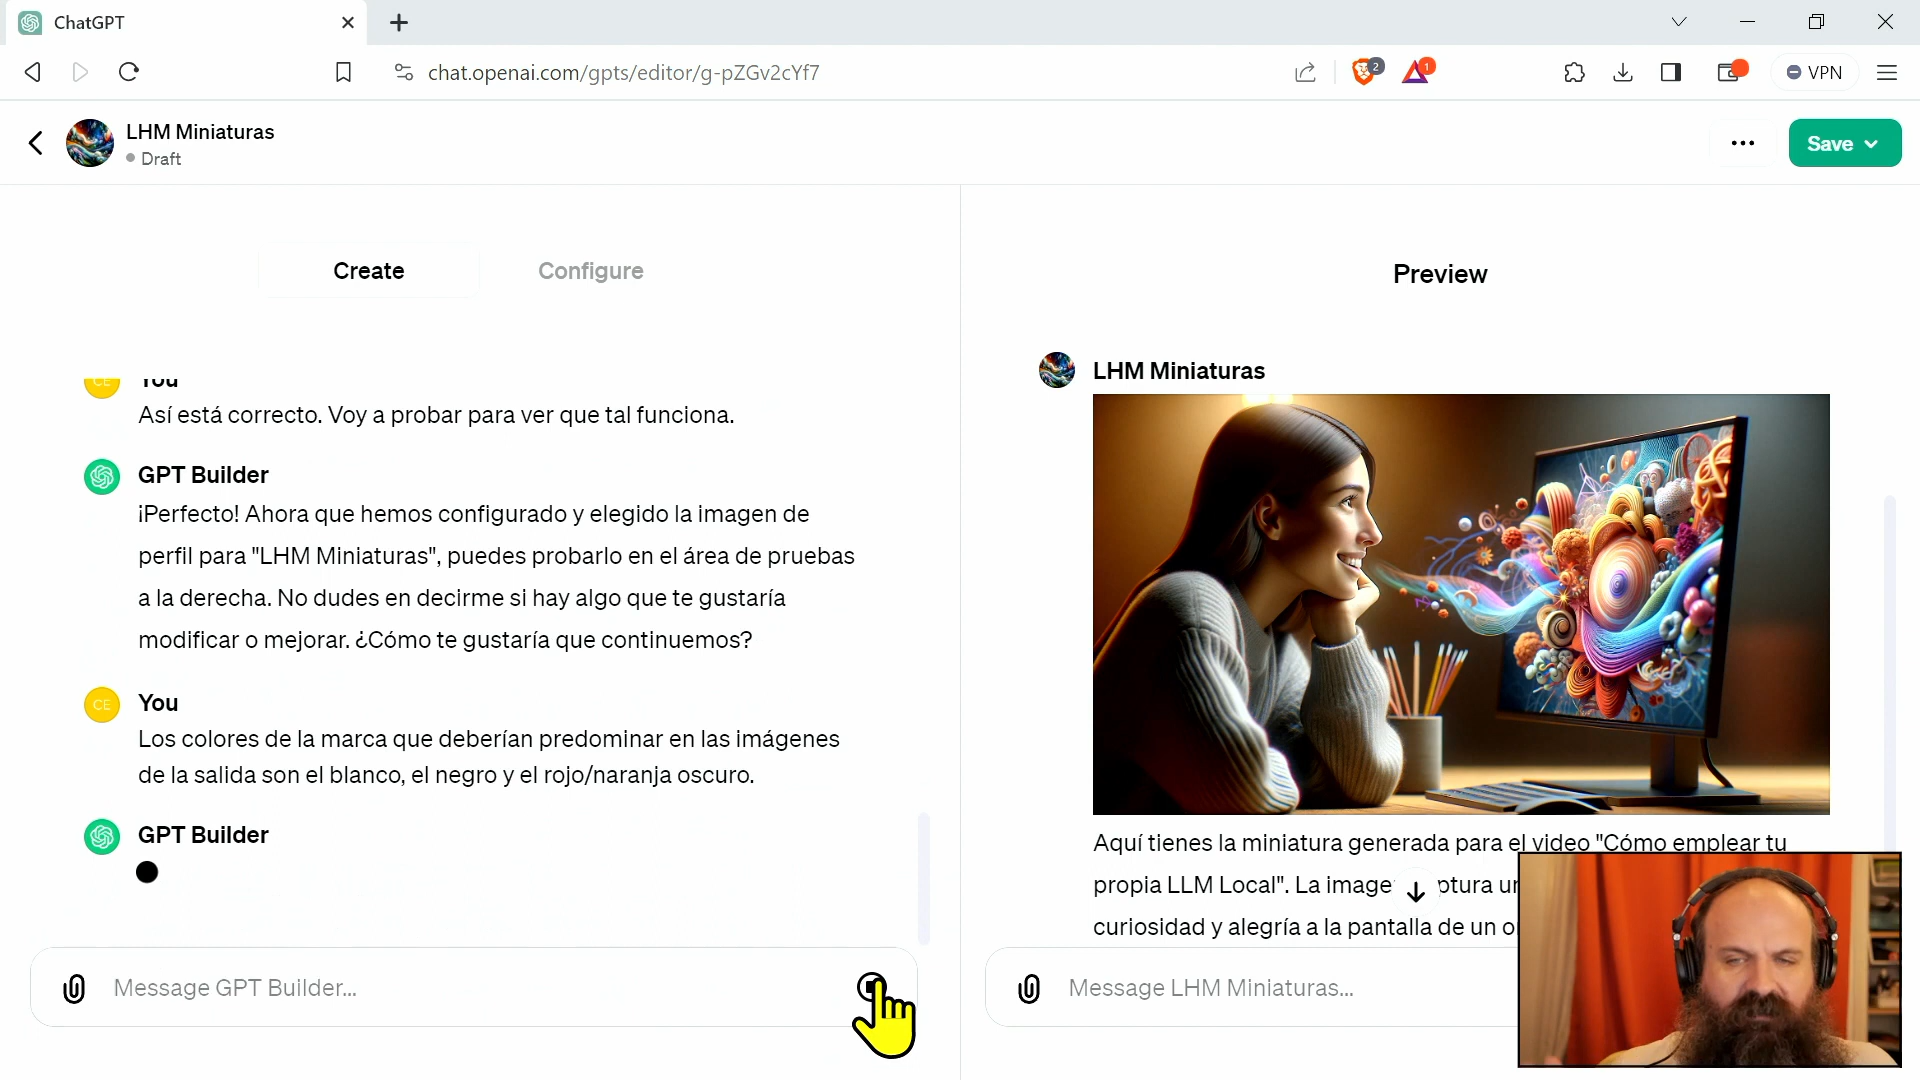 ChatGPT
chat.openai.com/gpts/editor/g-pZGv2cYf7
2
1
VPN
LHM Miniaturas
Draft
Save
Create
Configure
Preview
CE
You
Así está correcto. Voy a probar para ver que tal funciona.
GPT Builder
¡Perfecto! Ahora que hemos configurado y elegido la imagen de
perfil para "LHM Miniaturas", puedes probarlo en el área de pruebas
a la derecha. No dudes en decirme si hay algo que te gustaría
modificar o mejorar. ¿Cómo te gustaría que continuemos?
CE
You
Los colores de la marca que deberían predominar en las imágenes
de la salida son el blanco, el negro y el rojo/naranja oscuro.
GPT Builder
Message GPT Builder...
LHM Miniaturas
Aquí tienes la miniatura generada para el video "Cómo emplear tu
propia LLM Local". La
curiosidad y alegría a la pantalla de un
Message LHM Miniaturas...